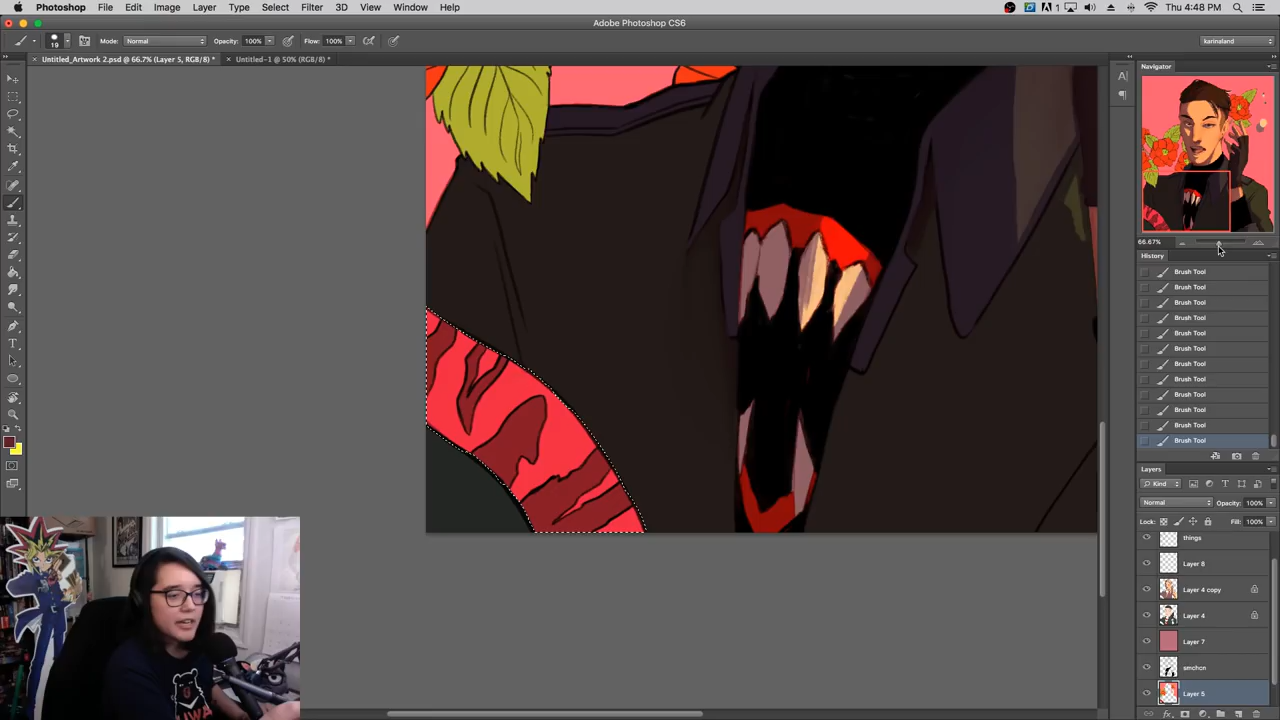 Photoshop File Edit Image Layer Type Select Filter 3D View Window Help
1 Thu 4:48 PM
Adobe Photoshop CS6
19 Mode: Normal Opacity: 100% Flow: 100% karinaland
Untitled_Artwork 2.psd @ 66.7% (Layer 5, RGB/8) * Untitled-1 @ 50% (RGB/8) *
Navigator
66.67%
History
Brush Tool
Brush Tool
Brush Tool
Brush Tool
Brush Tool
Brush Tool
Brush Tool
Brush Tool
Brush Tool
Brush Tool
Brush Tool
Brush Tool
Layers
Kind
Normal Opacity: 100%
Lock: Fill: 100%
things
Layer 8
Layer 4 copy
Layer 4
Layer 7
smchcn
Layer 5